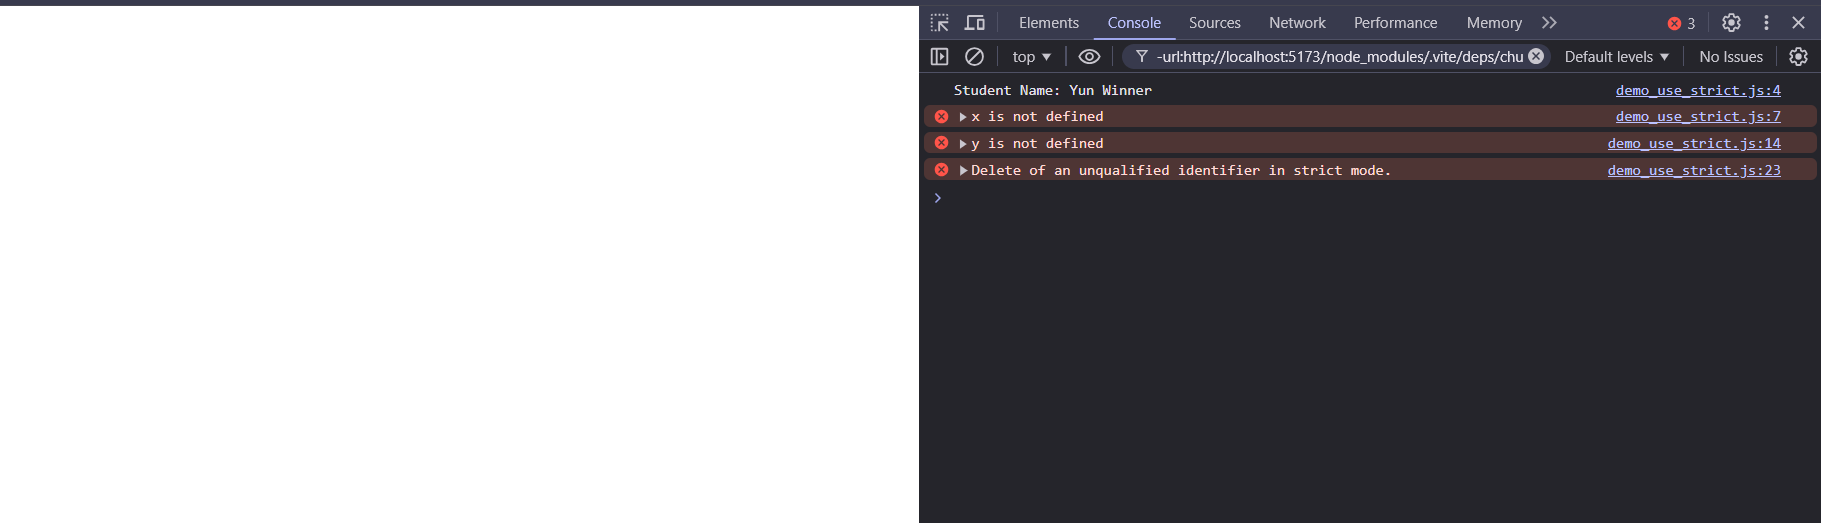 Elements Console Sources Network Performance Memory 3
top -url:http://localhost:5173/node_modules/.vite/deps/chu Default levels No Issues
Student Name: Yun Winner demo_use_strict.js:4
x is not defined demo_use_strict.js:7
y is not defined demo_use_strict.js:14
Delete of an unqualified identifier in strict mode. demo_use_strict.js:23